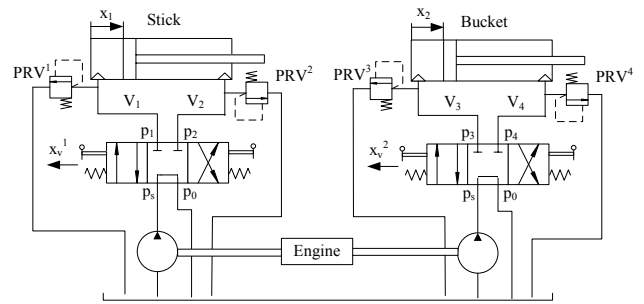 x₁ Stick
x₂ Bucket
PRV¹
PRV²
PRV³
PRV⁴
V₁ V₂
V₃ V₄
p₁ p₂
p₃ p₄
xᵥ¹
xᵥ²
pₛ p₀
pₛ p₀
Engine